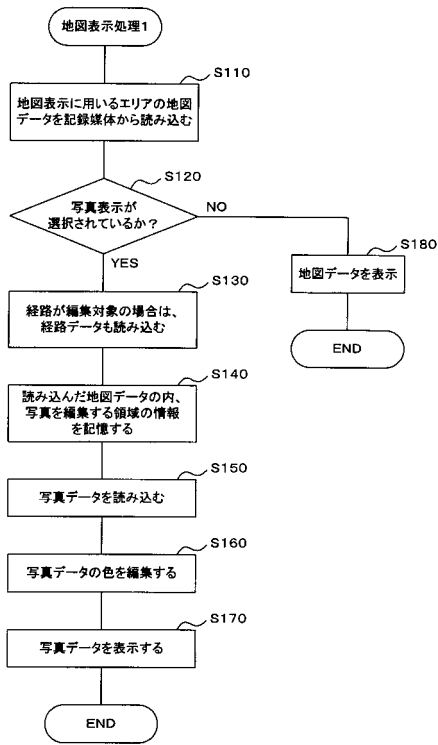 地図表示処理1
S110
地図表示に用いるエリアの地図
データを記録媒体から読み込む
S120
写真表示が
選択されているか？
NO
YES
S180
地図データを表示
END
S130
経路が編集対象の場合は、
経路データも読み込む
S140
読み込んだ地図データの内、
写真を編集する領域の情報
を記憶する
S150
写真データを読み込む
S160
写真データの色を編集する
S170
写真データを表示する
END